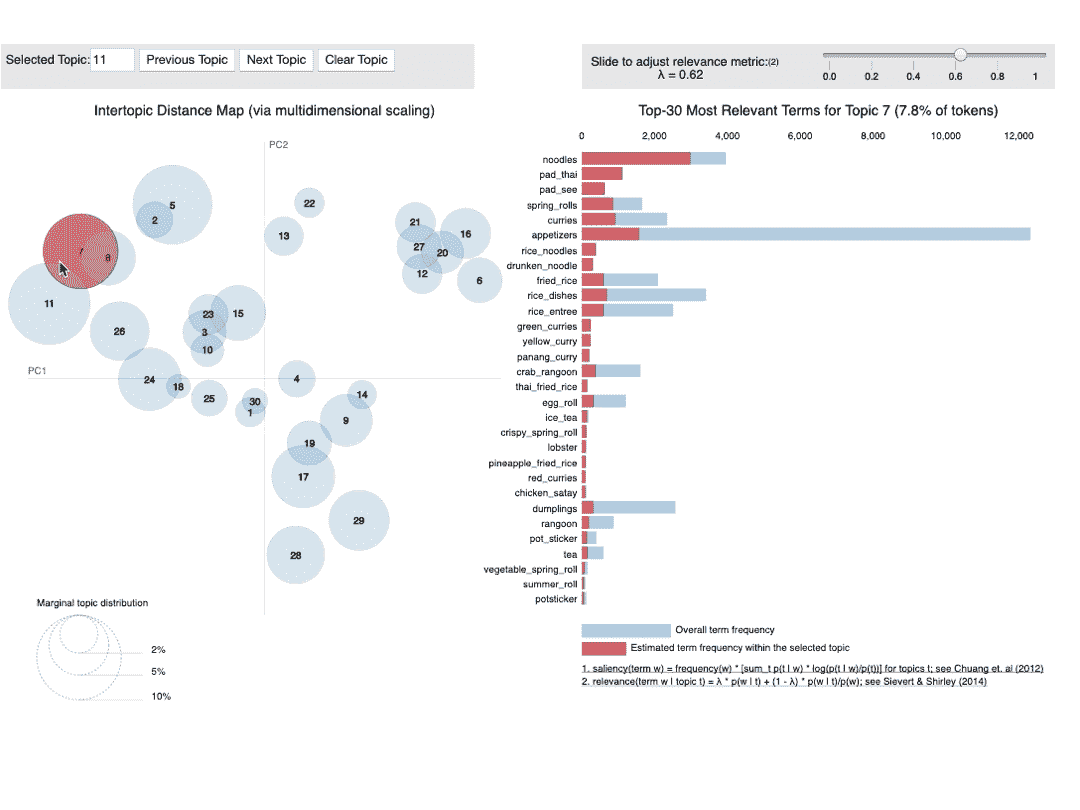 Selected Topic: 11 Previous Topic Next Topic Clear Topic
Slide to adjust relevance metric:(2)
λ = 0.62
0.0 0.2 0.4 0.6 0.8 1
Intertopic Distance Map (via multidimensional scaling)
PC2
PC1
5
2
22
13
21
16
27
20
12
6
7
8
11
26
23
15
3
10
24
18
25
30
1
4
14
9
19
17
29
28
Marginal topic distribution
2%
5%
10%
Top-30 Most Relevant Terms for Topic 7 (7.8% of tokens)
0 2,000 4,000 6,000 8,000 10,000 12,000
noodles
pad_thai
pad_see
spring_rolls
curries
appetizers
rice_noodles
drunken_noodle
fried_rice
rice_dishes
rice_entree
green_curries
yellow_curry
panang_curry
crab_rangoon
thai_fried_rice
egg_roll
ice_tea
crispy_spring_roll
lobster
pineapple_fried_rice
red_curries
chicken_satay
dumplings
rangoon
pot_sticker
tea
vegetable_spring_roll
summer_roll
potsticker
Overall term frequency
Estimated term frequency within the selected topic
1. saliency(term w) = frequency(w) * [sum_t p(t | w) * log(p(t | w)/p(t))] for topics t; see Chuang et. al (2012)
2. relevance(term w | topic t) = λ * p(w | t) + (1 - λ) * p(w | t)/p(w); see Sievert & Shirley (2014)